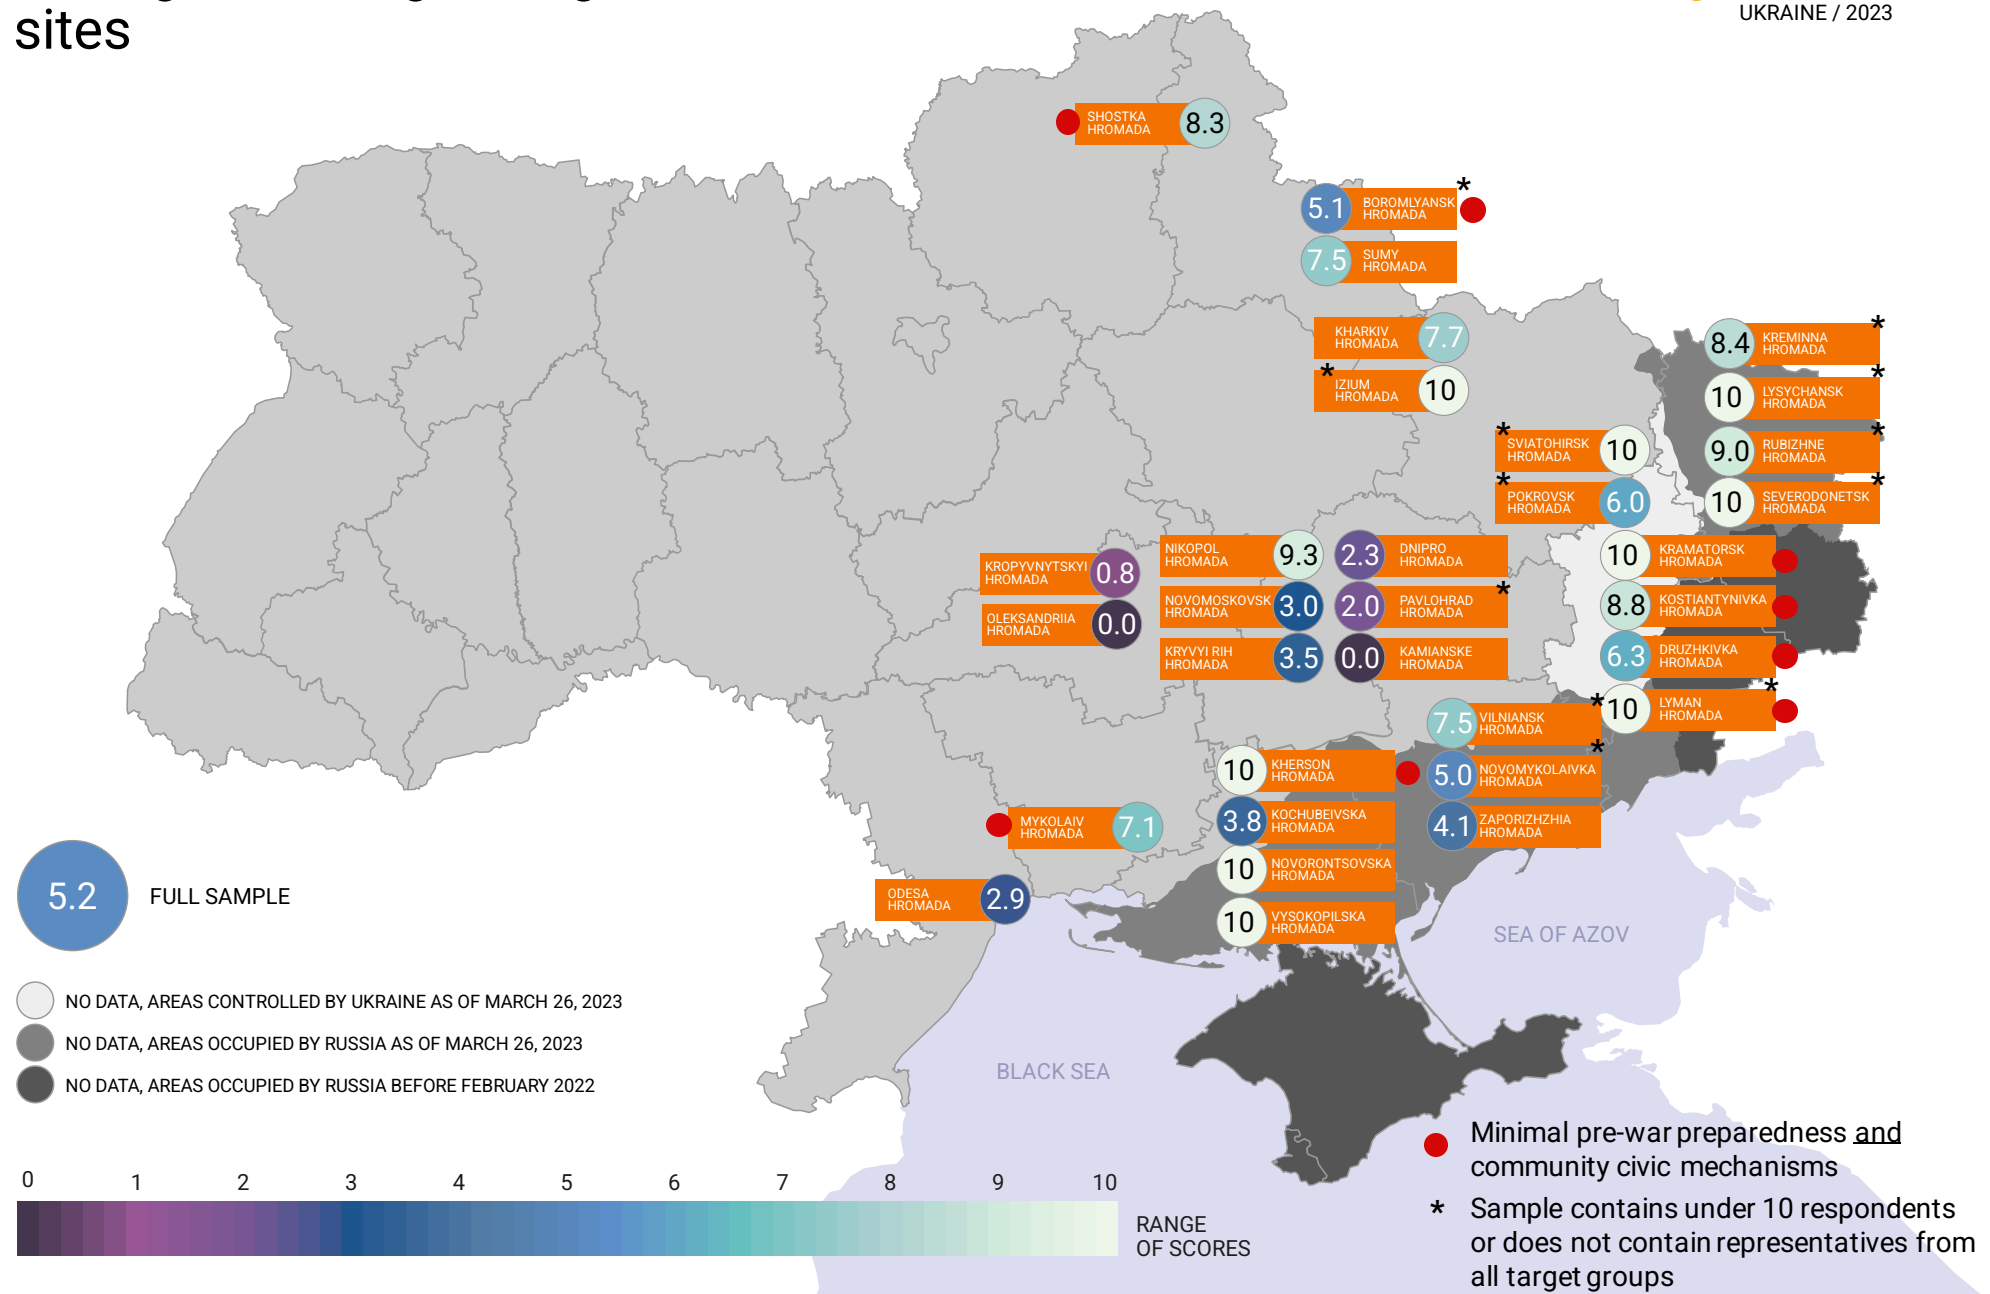 sites
UKRAINE / 2023
SHOSTKA
HROMADA
8.3
*
5.1
BOROMLYANSK
HROMADA
7.5
SUMY
HROMADA
KHARKIV
HROMADA
7.7
*
IZIUM
HROMADA
10
*
8.4
KREMINNA
HROMADA
*
10
LYSYCHANSK
HROMADA
*
9.0
RUBIZHNE
HROMADA
*
10
SEVERODONETSK
HROMADA
*
SVIATOHIRSK
HROMADA
10
*
POKROVSK
HROMADA
6.0
10
KRAMATORSK
HROMADA
8.8
KOSTIANTYNIVKA
HROMADA
6.3
DRUZHKIVKA
HROMADA
*
10
LYMAN
HROMADA
KROPYVNYTSKYI
HROMADA
0.8
OLEKSANDRIIA
HROMADA
0.0
NIKOPOL
HROMADA
9.3
NOVOMOSKOVSK
HROMADA
3.0
KRYVYI RIH
HROMADA
3.5
2.3
DNIPRO
HROMADA
*
2.0
PAVLOHRAD
HROMADA
0.0
KAMIANSKE
HROMADA
*
7.5
VILNIANSK
HROMADA
*
5.0
NOVOMYKOLAIVKA
HROMADA
4.1
ZAPORIZHZHIA
HROMADA
10
KHERSON
HROMADA
3.8
KOCHUBEIVSKA
HROMADA
10
NOVORONTSOVSKA
HROMADA
10
VYSOKOPILSKA
HROMADA
MYKOLAIV
HROMADA
7.1
ODESA
HROMADA
2.9
SEA OF AZOV
BLACK SEA
5.2
FULL SAMPLE
NO DATA, AREAS CONTROLLED BY UKRAINE AS OF MARCH 26, 2023
NO DATA, AREAS OCCUPIED BY RUSSIA AS OF MARCH 26, 2023
NO DATA, AREAS OCCUPIED BY RUSSIA BEFORE FEBRUARY 2022
0 1 2 3 4 5 6 7 8 9 10
RANGE
OF SCORES
Minimal pre-war preparedness and
community civic mechanisms
* Sample contains under 10 respondents
or does not contain representatives from
all target groups